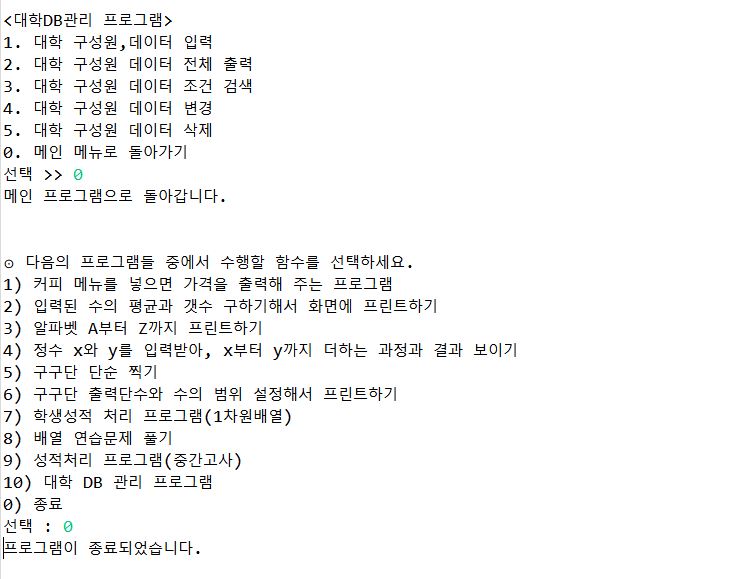 <대학DB관리 프로그램>
1. 대학 구성원,데이터 입력
2. 대학 구성원 데이터 전체 출력
3. 대학 구성원 데이터 조건 검색
4. 대학 구성원 데이터 변경
5. 대학 구성원 데이터 삭제
0. 메인 메뉴로 돌아가기
선택 >> 0
메인 프로그램으로 돌아갑니다.
⊙ 다음의 프로그램들 중에서 수행할 함수를 선택하세요.
1) 커피 메뉴를 넣으면 가격을 출력해 주는 프로그램
2) 입력된 수의 평균과 갯수 구하기해서 화면에 프린트하기
3) 알파벳 A부터 Z까지 프린트하기
4) 정수 x와 y를 입력받아, x부터 y까지 더하는 과정과 결과 보이기
5) 구구단 단순 찍기
6) 구구단 출력단수와 수의 범위 설정해서 프린트하기
7) 학생성적 처리 프로그램(1차원배열)
8) 배열 연습문제 풀기
9) 성적처리 프로그램(중간고사)
10) 대학 DB 관리 프로그램
0) 종료
선택 : 0
프로그램이 종료되었습니다.